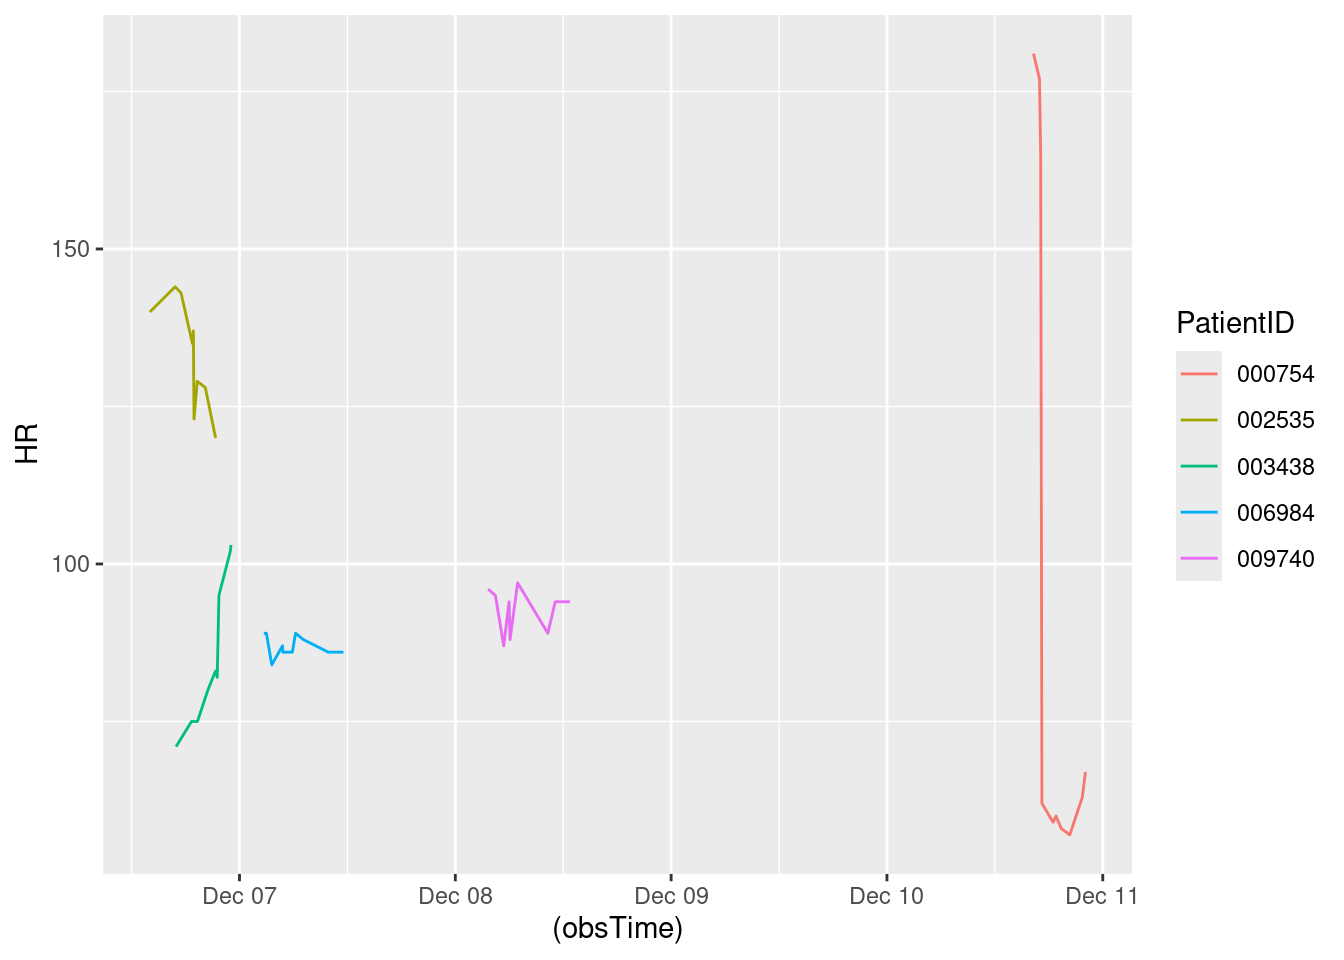 HR
150
100
Dec 07
Dec 08
Dec 09
Dec 10
Dec 11
(obsTime)
PatientID
000754
002535
003438
006984
009740